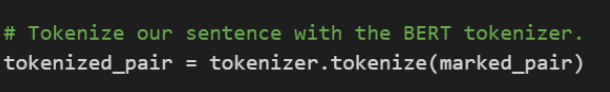 # Tokenize our sentence with the BERT tokenizer.
tokenized_pair = tokenizer.tokenize(marked_pair)